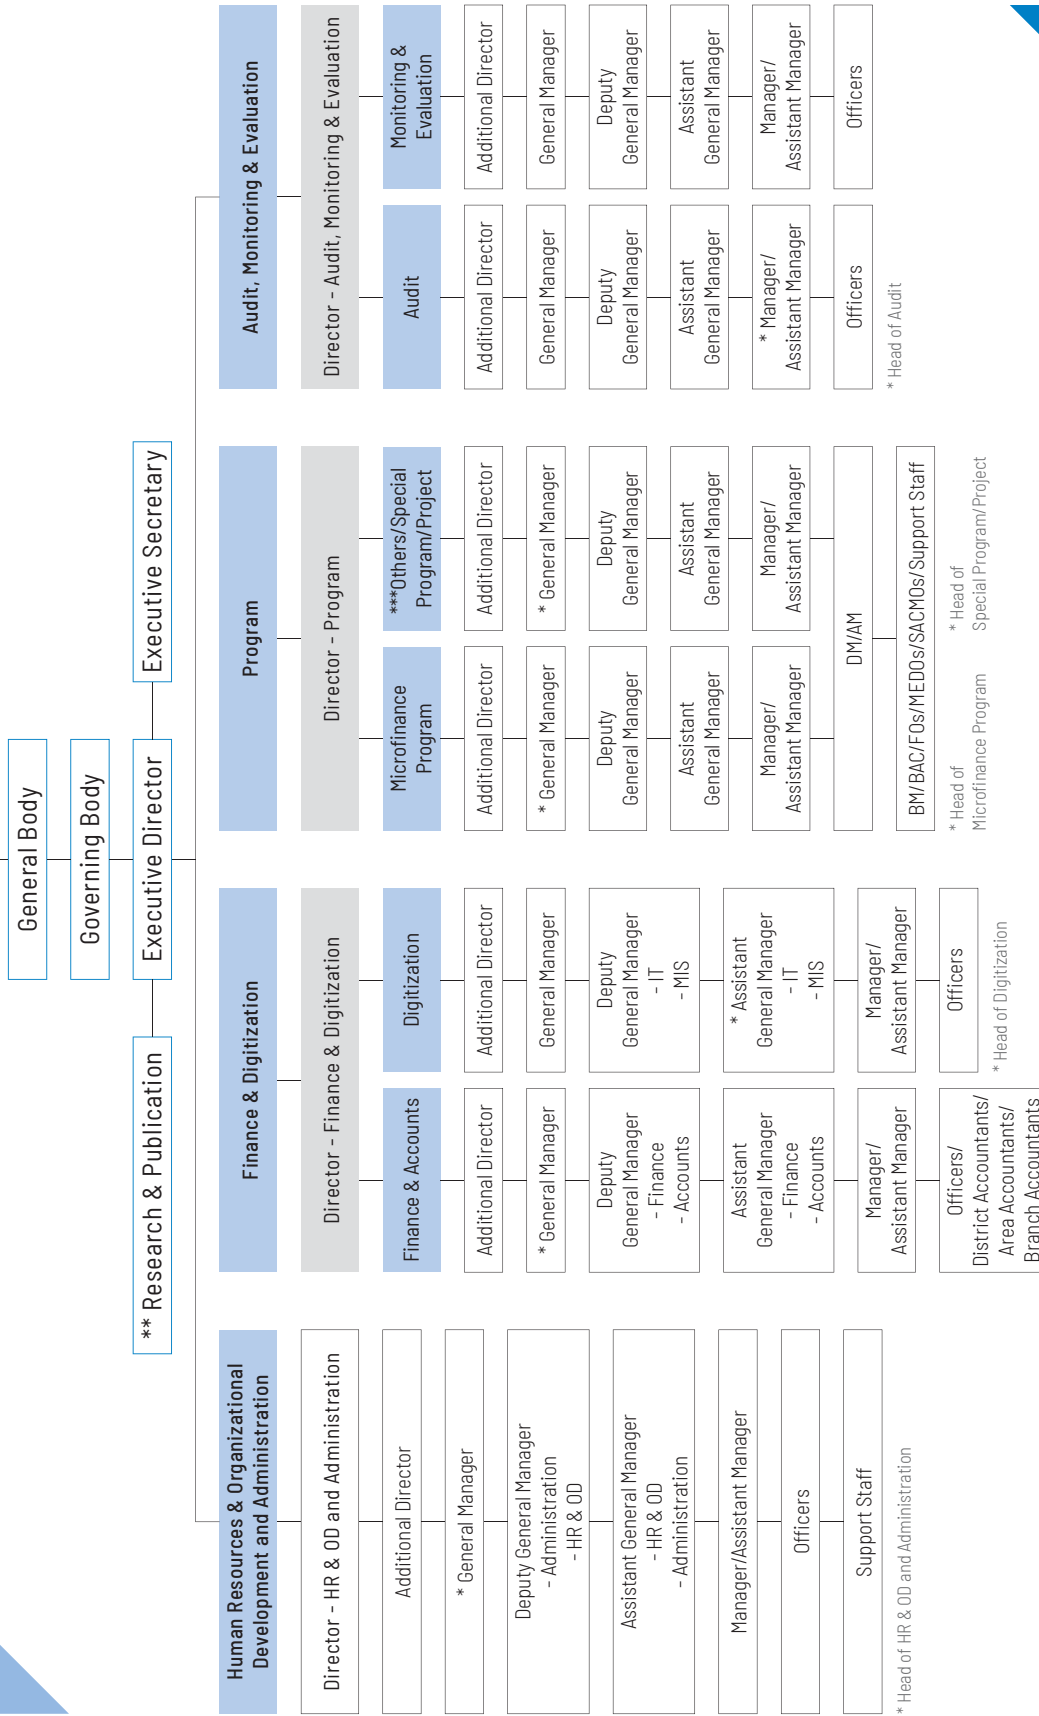 General Body
Governing Body
** Research & Publication
Executive Director
Executive Secretary
Human Resources & Organizational
Development and Administration
Director - HR & OD and Administration
Additional Director
* General Manager
Deputy General Manager
- Administration
- HR & OD
Assistant General Manager
- HR & OD
- Administration
Manager/Assistant Manager
Officers
Support Staff
* Head of HR & OD and Administration
Finance & Digitization
Director - Finance & Digitization
Finance & Accounts
Additional Director
* General Manager
Deputy
General Manager
- Finance
- Accounts
Assistant
General Manager
- Finance
- Accounts
Manager/
Assistant Manager
Officers/
District Accountants/
Area Accountants/
Branch Accountants
Digitization
Additional Director
General Manager
Deputy
General Manager
- IT
- MIS
* Assistant
General Manager
- IT
- MIS
Manager/
Assistant Manager
Officers
* Head of Digitization
Program
Director - Program
Microfinance
Program
Additional Director
* General Manager
Deputy
General Manager
Assistant
General Manager
Manager/
Assistant Manager
***Others/Special
Program/Project
Additional Director
* General Manager
Deputy
General Manager
Assistant
General Manager
Manager/
Assistant Manager
DM/AM
BM/BAC/FOs/MEDOs/SACMOs/Support Staff
* Head of
Microfinance Program
* Head of
Special Program/Project
Audit, Monitoring & Evaluation
Director - Audit, Monitoring & Evaluation
Audit
Additional Director
General Manager
Deputy
General Manager
Assistant
General Manager
* Manager/
Assistant Manager
Officers
* Head of Audit
Monitoring &
Evaluation
Additional Director
General Manager
Deputy
General Manager
Assistant
General Manager
Manager/
Assistant Manager
Officers